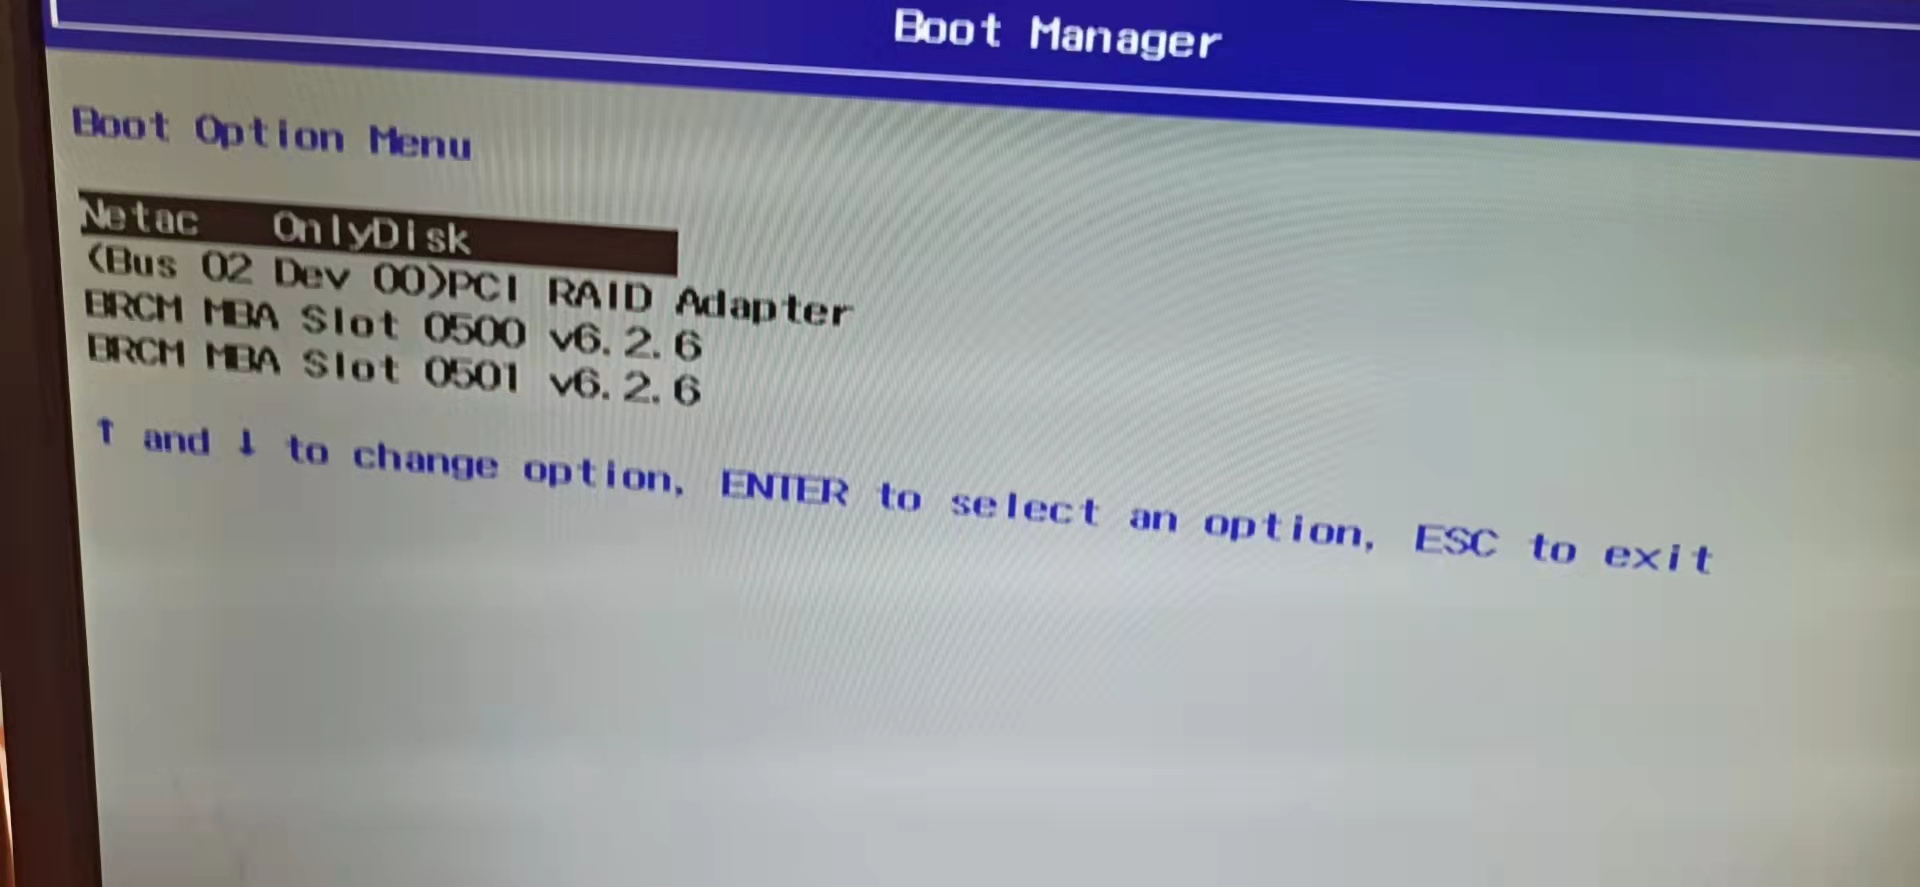 Boot Manager
Boot Option Menu
Netac   OnlyDisk
(Bus 02 Dev 00)PCI RAID Adapter
BRCM MBA Slot 0500 v6.2.6
BRCM MBA Slot 0501 v6.2.6
↑ and ↓ to change option, ENTER to select an option, ESC to exit